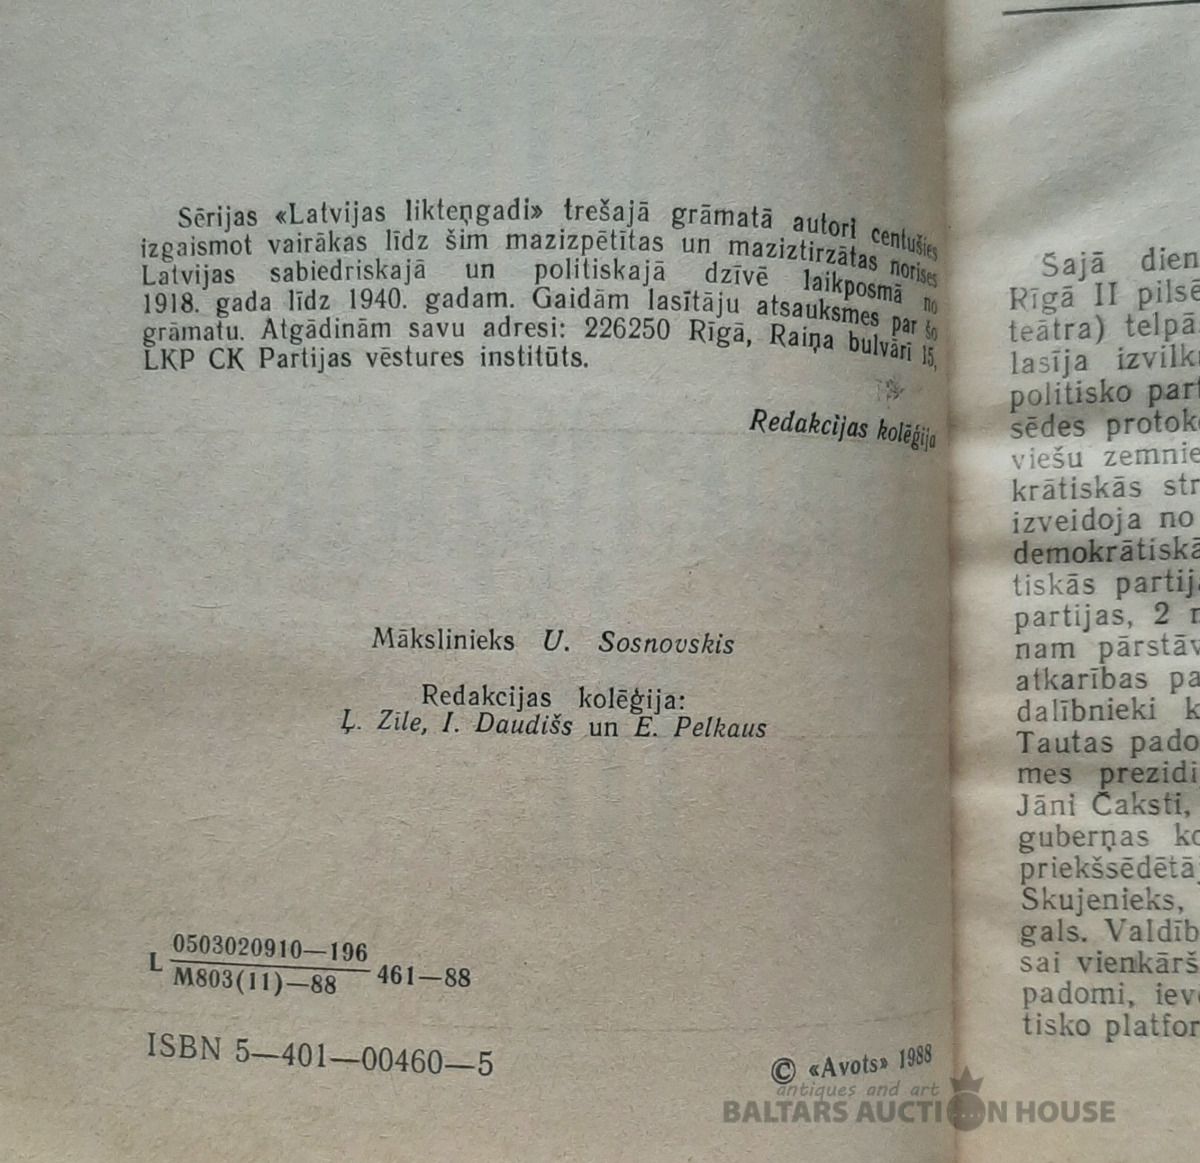 Sērijas «Latvijas likteņgadi» trešajā grāmatā autori centušies
izgaismot vairākas līdz šim mazizpētītas un maziztirzātas norises
Latvijas sabiedriskajā un politiskajā dzīvē laikposmā no
1918. gada līdz 1940. gadam. Gaidām lasītāju atsauksmes par šo
grāmatu. Atgādinām savu adresi: 226250 Rīgā, Raiņa bulvārī 15,
LKP CK Partijas vēstures institūts.
Redakcijas kolēģija
Mākslinieks U. Sosnovskis
Redakcijas kolēģija:
Ļ. Zīle, I. Daudišs un E. Pelkaus
L 0503020910—196
M803(11)—88 461—88
ISBN 5—401—00460—5
© «Avots» 1988
Sajā dien
Rīgā II pilsē
teātra) telpā
lasīja izvilk
politisko part
sēdes protok
viešu zemnie
krātiskās str
izveidoja no
demokrātiskā
tiskās partij
partijas, 2
nam pārstāv
atkarības pa
dalībnieki k
Tautas pado
mes prezidi
Jāni Čaksti,
guberņas ko
priekšsēdētāj
Skujenieks,
gals. Valdīb
sai vienkārš
padomi, iev
tisko platfor
antiques and art
BALTARS AUCTION HOUSE